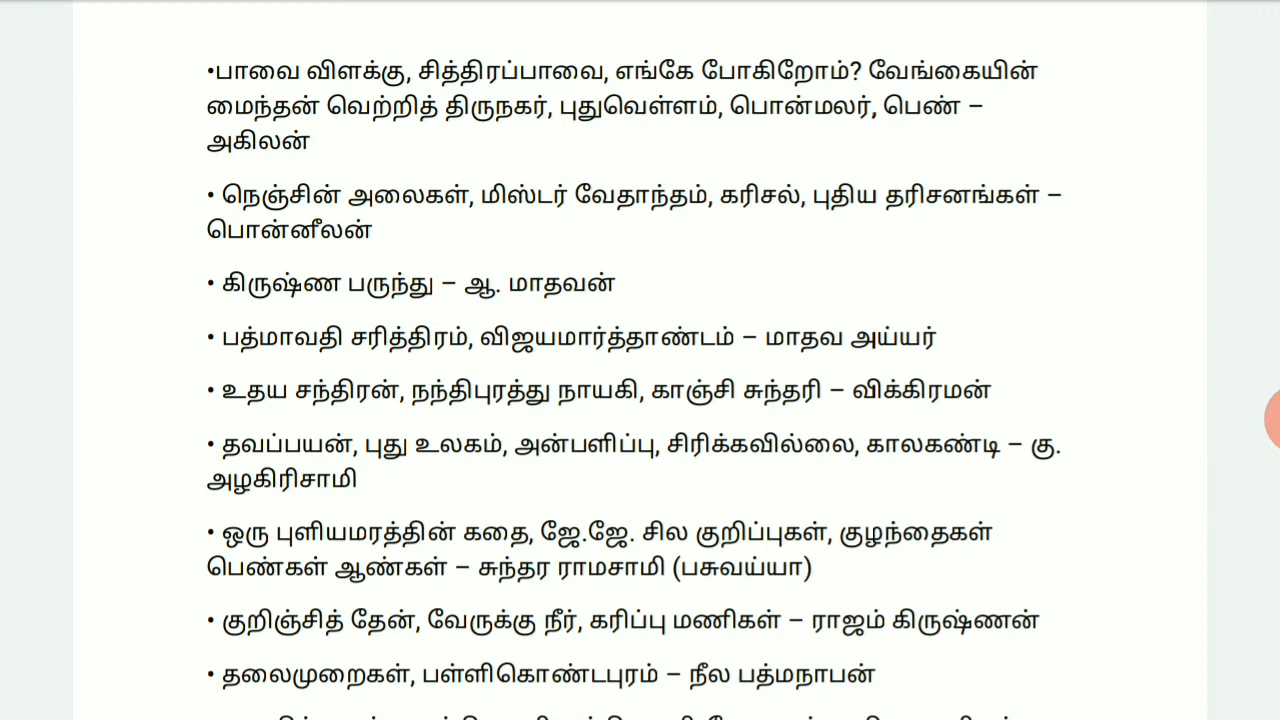 •பாவை விளக்கு, சித்திரப்பாவை, எங்கே போகிறோம்? வேங்கையின்
மைந்தன் வெற்றித் திருநகர், புதுவெள்ளம், பொன்மலர், பெண் –
அகிலன்
• நெஞ்சின் அலைகள், மிஸ்டர் வேதாந்தம், கரிசல், புதிய தரிசனங்கள் –
பொன்னீலன்
• கிருஷ்ண பருந்து – ஆ. மாதவன்
• பத்மாவதி சரித்திரம், விஜயமார்த்தாண்டம் – மாதவ அய்யர்
• உதய சந்திரன், நந்திபுரத்து நாயகி, காஞ்சி சுந்தரி – விக்கிரமன்
• தவப்பயன், புது உலகம், அன்பளிப்பு, சிரிக்கவில்லை, காலகண்டி – கு.
அழகிரிசாமி
• ஒரு புளியமரத்தின் கதை, ஜே.ஜே. சில குறிப்புகள், குழந்தைகள்
பெண்கள் ஆண்கள் – சுந்தர ராமசாமி (பசுவய்யா)
• குறிஞ்சித் தேன், வேருக்கு நீர், கரிப்பு மணிகள் – ராஜம் கிருஷ்ணன்
• தலைமுறைகள், பள்ளிகொண்டபுரம் – நீல பத்மநாபன்